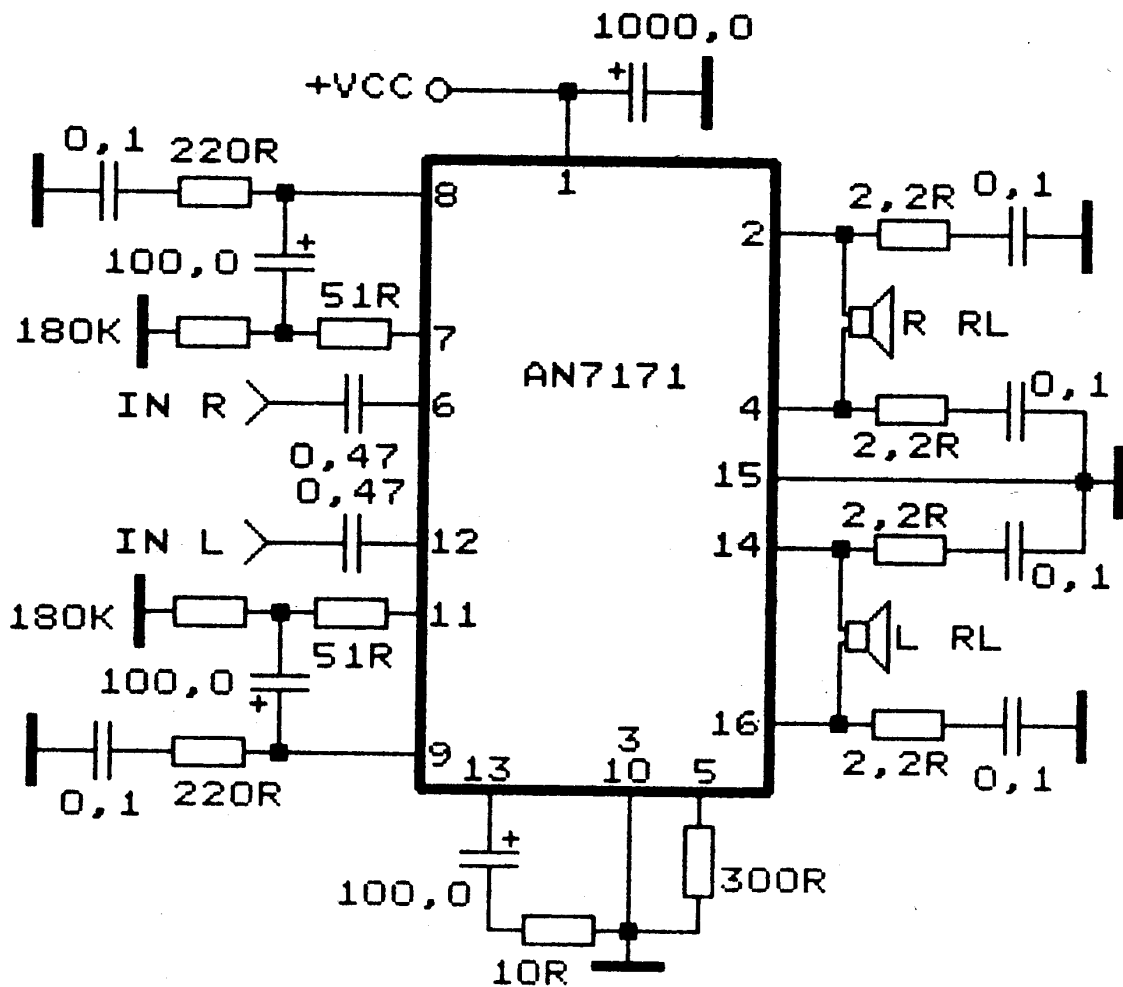 1000,0
+
+VCC
0,1
220R
8
1
2
2,2R
0,1
100,0
+
180K
51R
7
R RL
AN7171
IN R
6
4
0,1
2,2R
0,47
0,47
15
IN L
12
14
2,2R
0,1
180K
11
51R
L RL
100,0
+
16
2,2R
0,1
9
0,1
220R
13
3
10
5
+
100,0
300R
10R